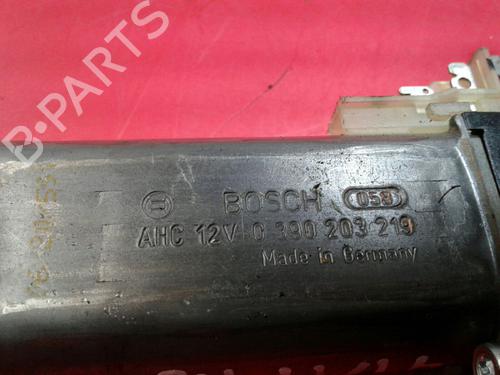 BOSCH 058
AHC 12V 0 390 203 219
Made in Germany
B-PARTS